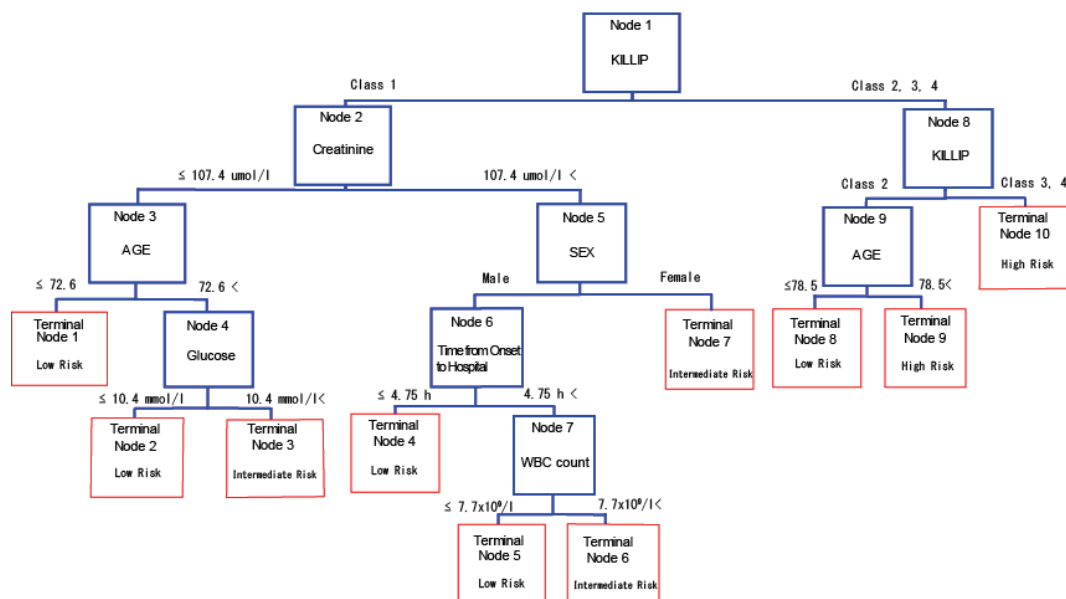 Node 1
KILLIP
Class 1
Class 2, 3, 4
Node 2
Creatinine
Node 8
KILLIP
≤ 107.4 umol/l
107.4 umol/l <
Class 2
Class 3, 4
Node 3
AGE
Node 5
SEX
Node 9
AGE
Terminal
Node 10
High Risk
≤ 72.6
72.6 <
Male
Female
≤78.5
78.5<
Terminal
Node 1
Low Risk
Node 4
Glucose
Node 6
Time from Onset
to Hospital
Terminal
Node 7
Intermediate Risk
Terminal
Node 8
Low Risk
Terminal
Node 9
High Risk
≤ 10.4 mmol/l
10.4 mmol/l<
≤ 4.75 h
4.75 h <
Terminal
Node 2
Low Risk
Terminal
Node 3
Intermediate Risk
Terminal
Node 4
Low Risk
Node 7
WBC count
≤ 7.7x10⁹/l
7.7x10⁹/l<
Terminal
Node 5
Low Risk
Terminal
Node 6
Intermediate Risk